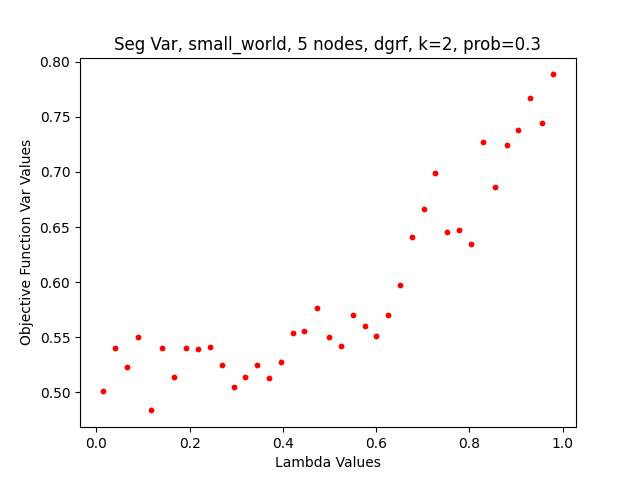 Seg Var, small_world, 5 nodes, dgrf, k=2, prob=0.3
0.80
0.75
0.70
0.65
0.60
0.55
0.50
Objective Function Var Values
0.0 0.2 0.4 0.6 0.8 1.0
Lambda Values